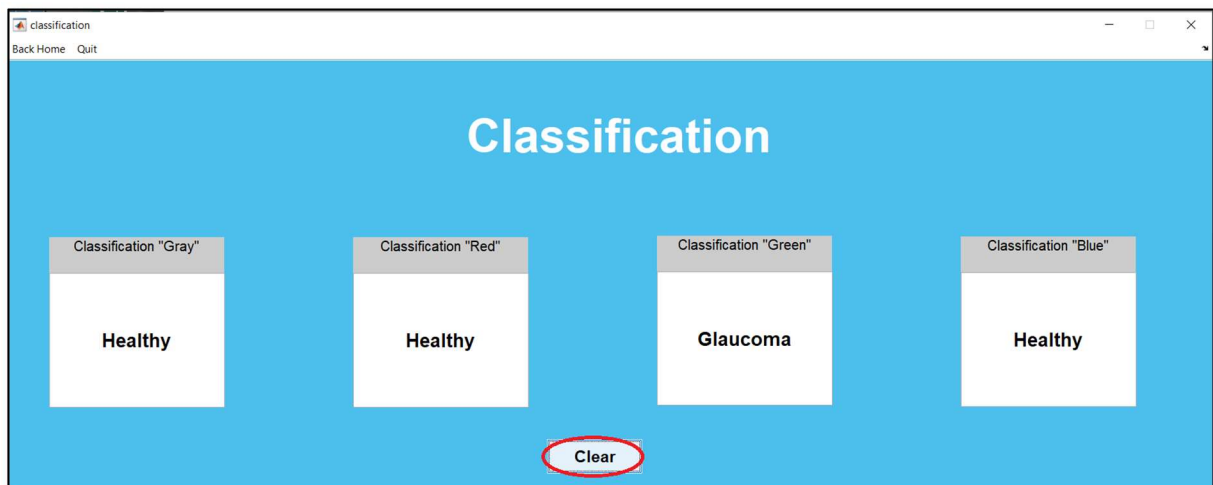 classification
Back Home Quit
Classification
Classification "Gray"
Classification "Red"
Classification "Green"
Classification "Blue"
Healthy
Healthy
Glaucoma
Healthy
Clear